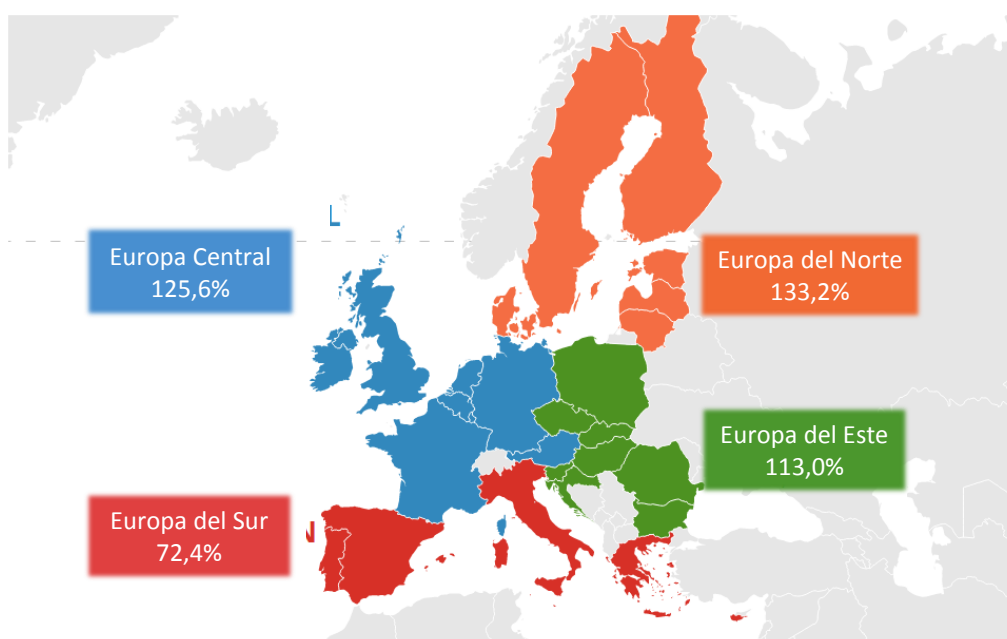 L
Europa Central
125,6%
Europa del Norte
133,2%
Europa del Este
113,0%
Europa del Sur
72,4%
N